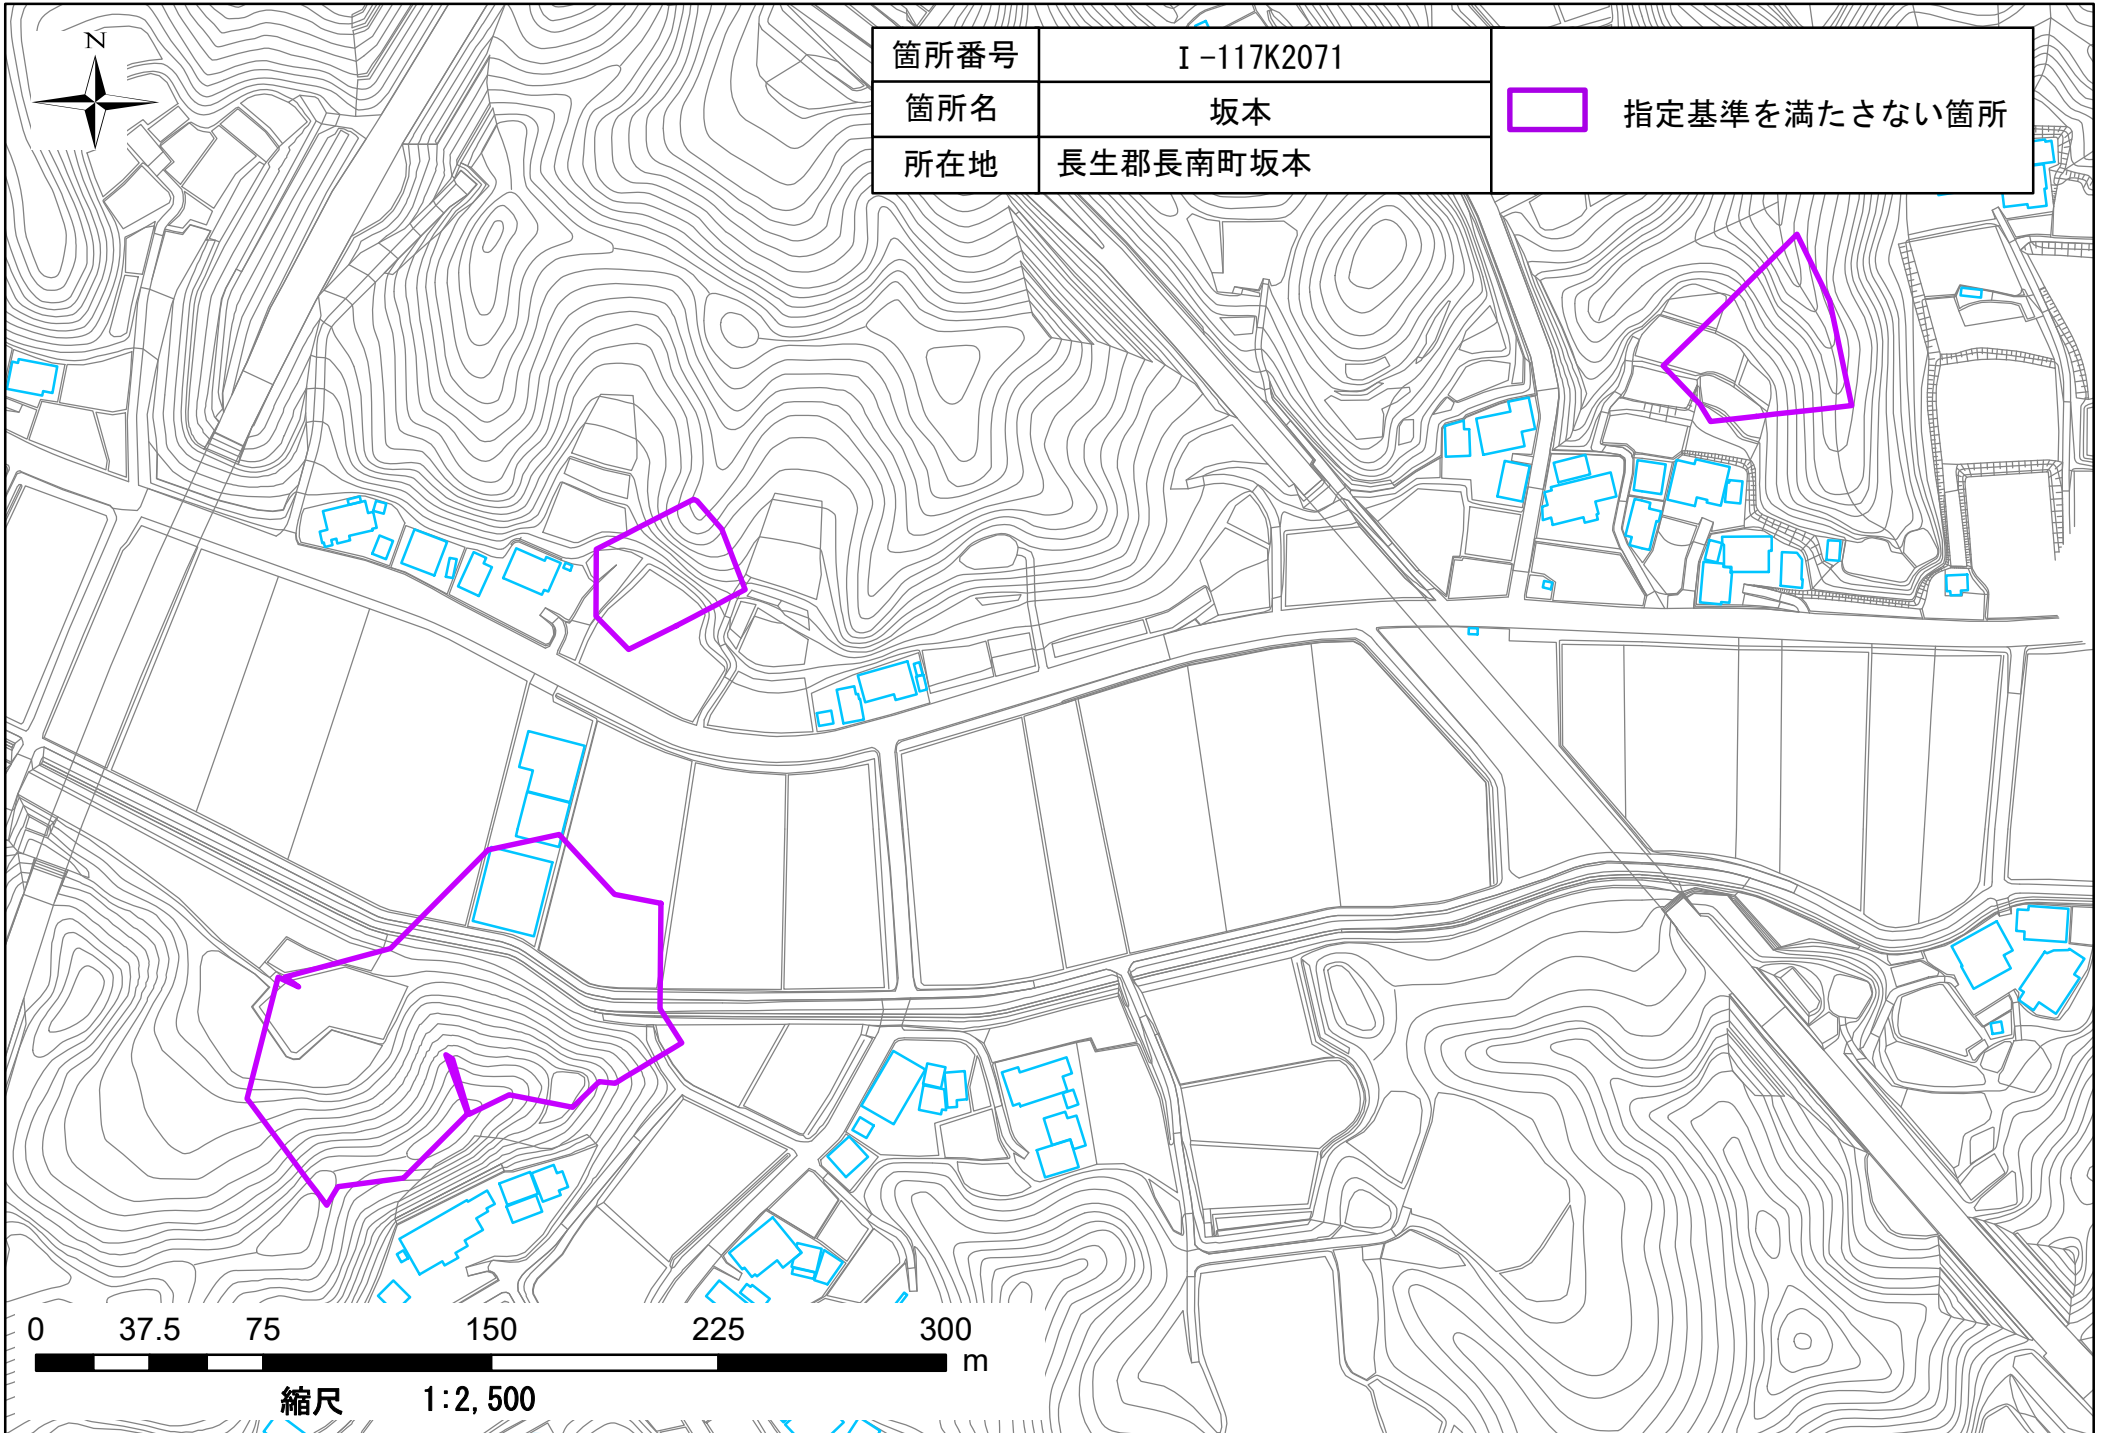 N
箇所番号 I-117K2071
箇所名 坂本
所在地 長生郡長南町坂本
指定基準を満たさない箇所
0 37.5 75 150 225 300
m
縮尺 1:2,500